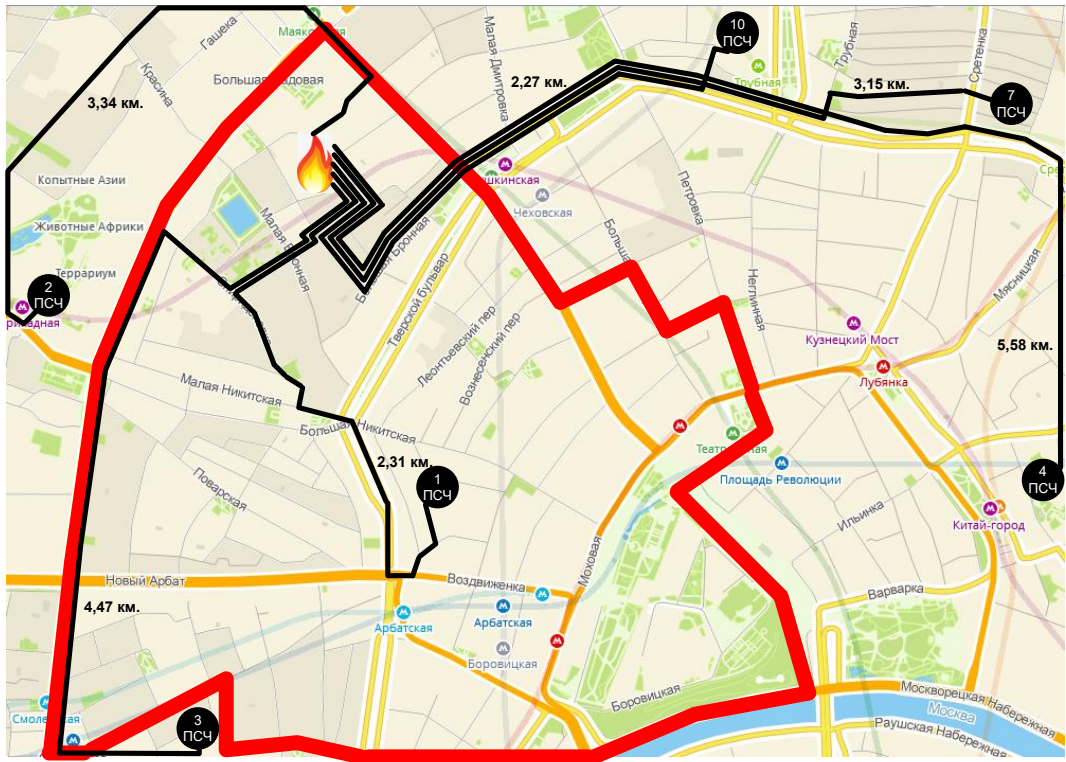 Маяковская
Гашека
Красина
Большая Садовая
3,34 км.
Малая Дмитровка
10
ПСЧ
2,27 км.
Трубная
Трубная
Сретенка
3,15 км.
7
ПСЧ
Копытные Азии
Животные Африки
Террариум
2
ПСЧ
Малая Бронная
Большая Бронная
Тверской бульвар
Чеховская
Петровка
Неглинная
Мясницкая
Кузнецкий Мост
5,58 км.
Лубянка
Леонтьевский пер
Вознесенский пер
Малая Никитская
Большая Никитская
2,31 км.
1
ПСЧ
Площадь Революции
4
ПСЧ
Поварская
Ильинка
Китай-город
Новый Арбат
Воздвиженка
Моховая
Варварка
4,47 км.
Арбатская
Арбатская
Боровицкая
Боровицкая
3
ПСЧ
Москворецкая Набережная
Москва
Раушская Набережная